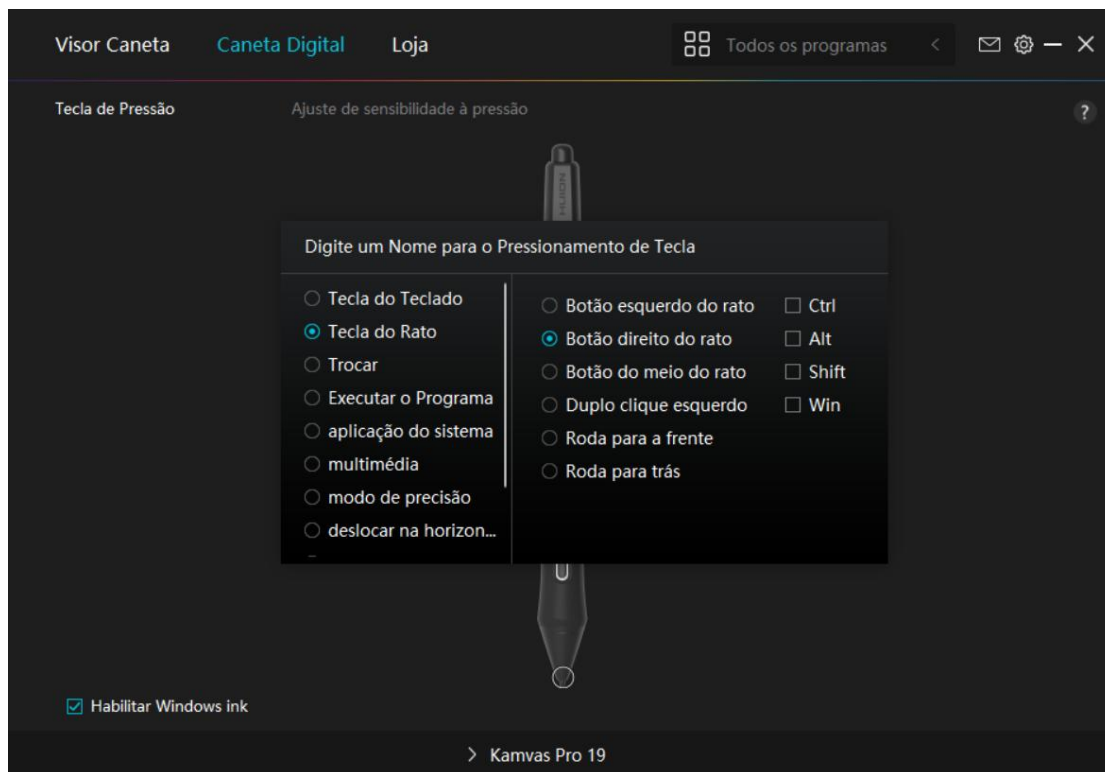 Visor Caneta Caneta Digital Loja Todos os programas
Tecla de Pressão Ajuste de sensibilidade à pressão ?
HUION
Digite um Nome para o Pressionamento de Tecla
Tecla do Teclado
Tecla do Rato
Trocar
Executar o Programa
aplicação do sistema
multimédia
modo de precisão
deslocar na horizon...
Botão esquerdo do rato Ctrl
Botão direito do rato Alt
Botão do meio do rato Shift
Duplo clique esquerdo Win
Roda para a frente
Roda para trás
Habilitar Windows ink
Kamvas Pro 19